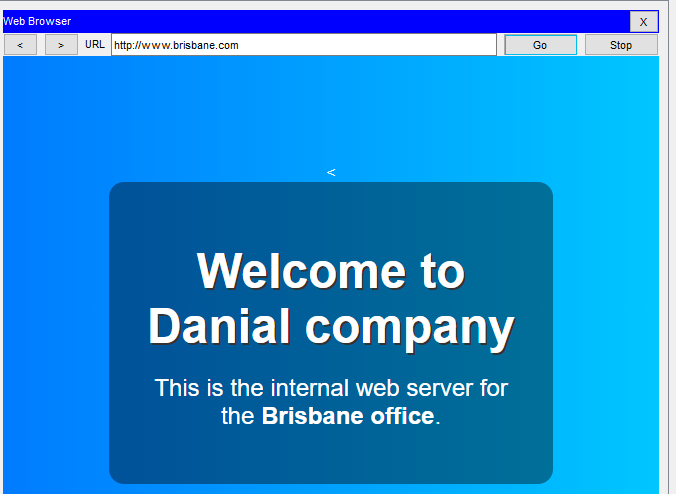 Web Browser X
< > URL http://www.brisbane.com Go Stop
<
Welcome to
Danial company
This is the internal web server for
the Brisbane office.